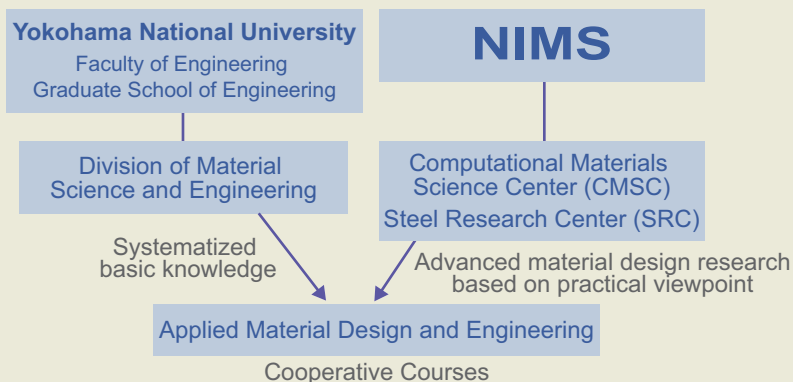 Yokohama National University
Faculty of Engineering
Graduate School of Engineering
NIMS
Division of Material
Science and Engineering
Computational Materials
Science Center (CMSC)
Steel Research Center (SRC)
Systematized
basic knowledge
Advanced material design research
based on practical viewpoint
Applied Material Design and Engineering
Cooperative Courses